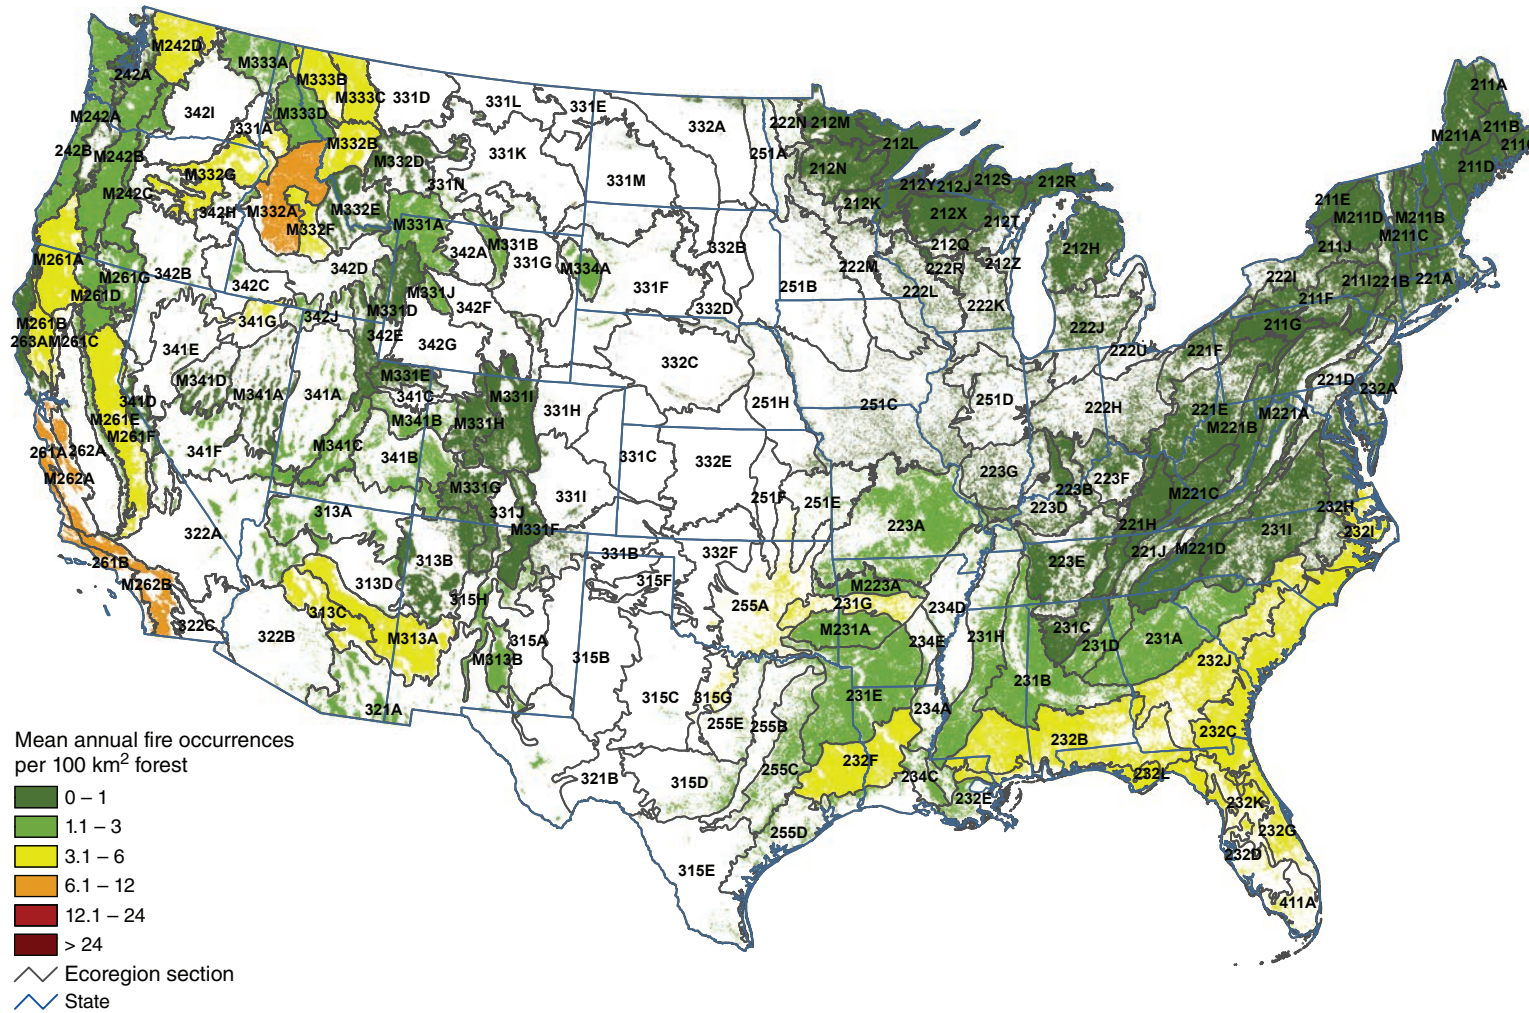 M242D
242A
M333A
M333B
M333C
331D
331L
331E
332A
222N
212M
212L
211A
M242A
342I
331A
M333D
M332B
M332D
331K
251A
212N
M211A
211B
211D
242B
M242B
M242C
M332G
342H
M332A
M332F
M332E
331N
M331A
331M
212K
212Y
212J
212S
212R
212X
212T
212Q
212Z
212H
211E
M211D
M211B
M211C
211J
M261A
M261G
M261D
342B
342C
342D
342A
M331B
331G
M334A
M331J
M331D
342F
331F
332B
332D
222M
251B
222R
222L
222K
222J
222I
211I
221B
221A
211F
211G
M261B
263A
M261C
341G
342J
342E
342G
341E
332C
222U
221F
M341D
M341A
341A
M331E
341C
M341B
M331I
M331H
331H
251H
251C
251D
222H
221E
M221A
221D
232A
M221B
341D
M261E
M261F
261A
262A
M262A
341F
M341C
341B
331C
332E
251F
251E
223G
223B
223F
223D
M221C
221H
M331G
331J
M331F
331I
313A
322A
223A
223E
221J
M221D
231I
232H
232I
261B
M262B
322C
313B
313D
313C
M313A
315H
331B
332F
315F
255A
M223A
231G
M231A
234D
234E
231H
231C
231D
231A
322B
M313B
315A
315B
315C
315G
255E
255B
231E
234A
231B
232J
321A
321B
315D
255C
232F
234C
232E
232B
232L
232C
232K
232G
232D
255D
315E
411A
Mean annual fire occurrences
per 100 km2 forest
0 – 1
1.1 – 3
3.1 – 6
6.1 – 12
12.1 – 24
> 24
Ecoregion section
State